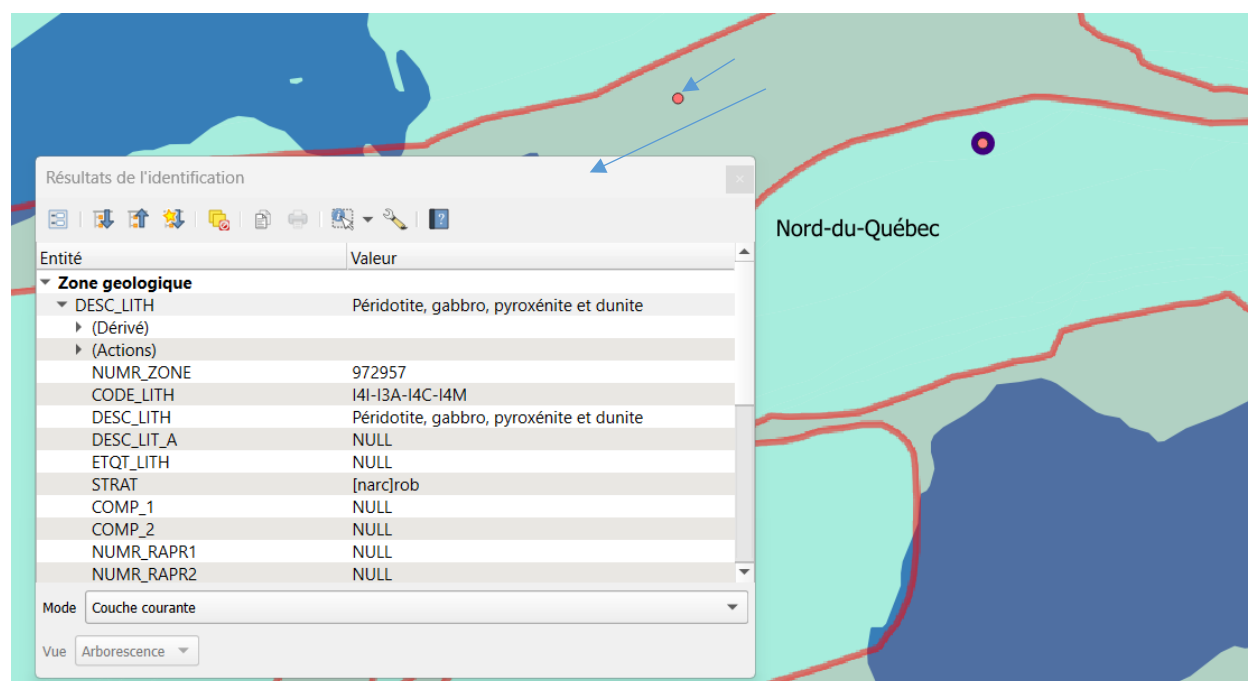 Résultats de l'identification
Nord-du-Québec
Entité Valeur
Zone geologique
DESC_LITH Péridotite, gabbro, pyroxénite et dunite
(Dérivé)
(Actions)
NUMR_ZONE 972957
CODE_LITH I4I-I3A-I4C-I4M
DESC_LITH Péridotite, gabbro, pyroxénite et dunite
DESC_LIT_A NULL
ETQT_LITH NULL
STRAT [narc]rob
COMP_1 NULL
COMP_2 NULL
NUMR_RAPR1 NULL
NUMR_RAPR2 NULL
Mode Couche courante
Vue Arborescence